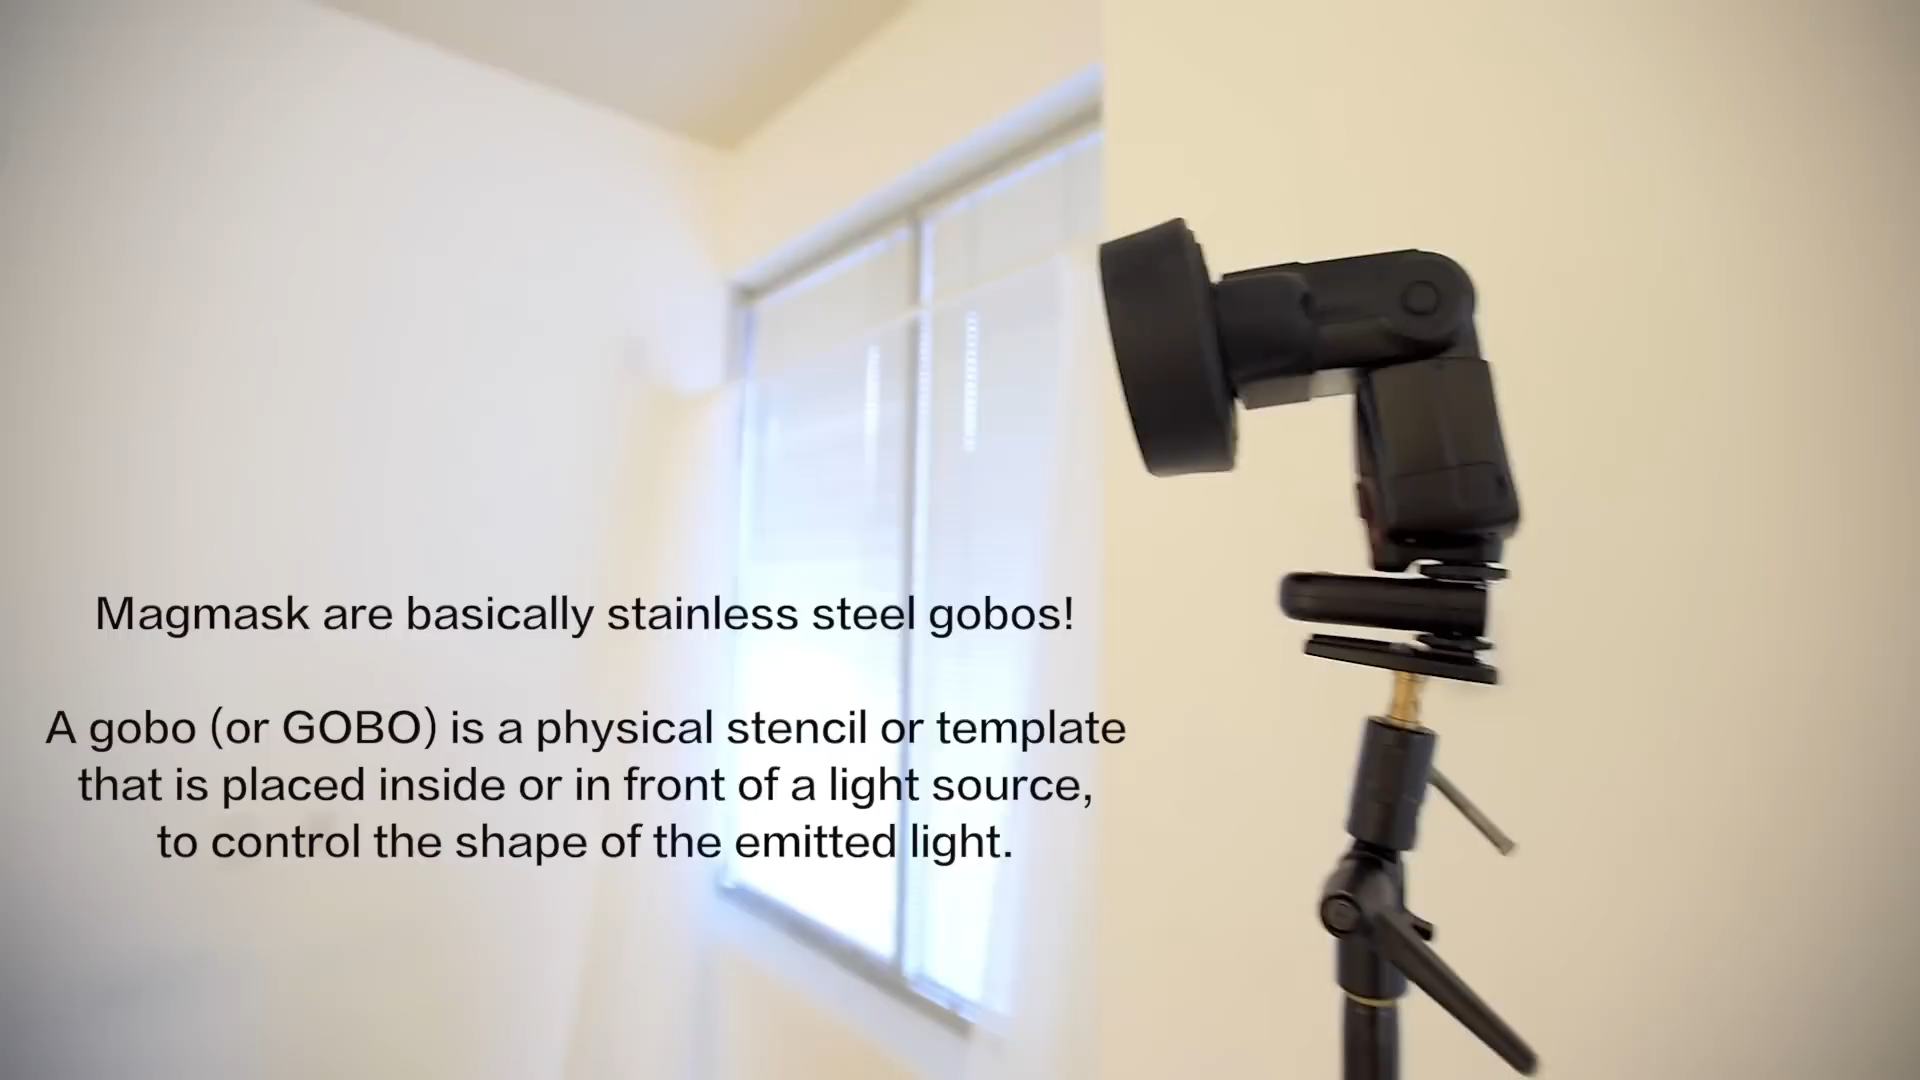 Magmask are basically stainless steel gobos!
A gobo (or GOBO) is a physical stencil or template
that is placed inside or in front of a light source,
to control the shape of the emitted light.